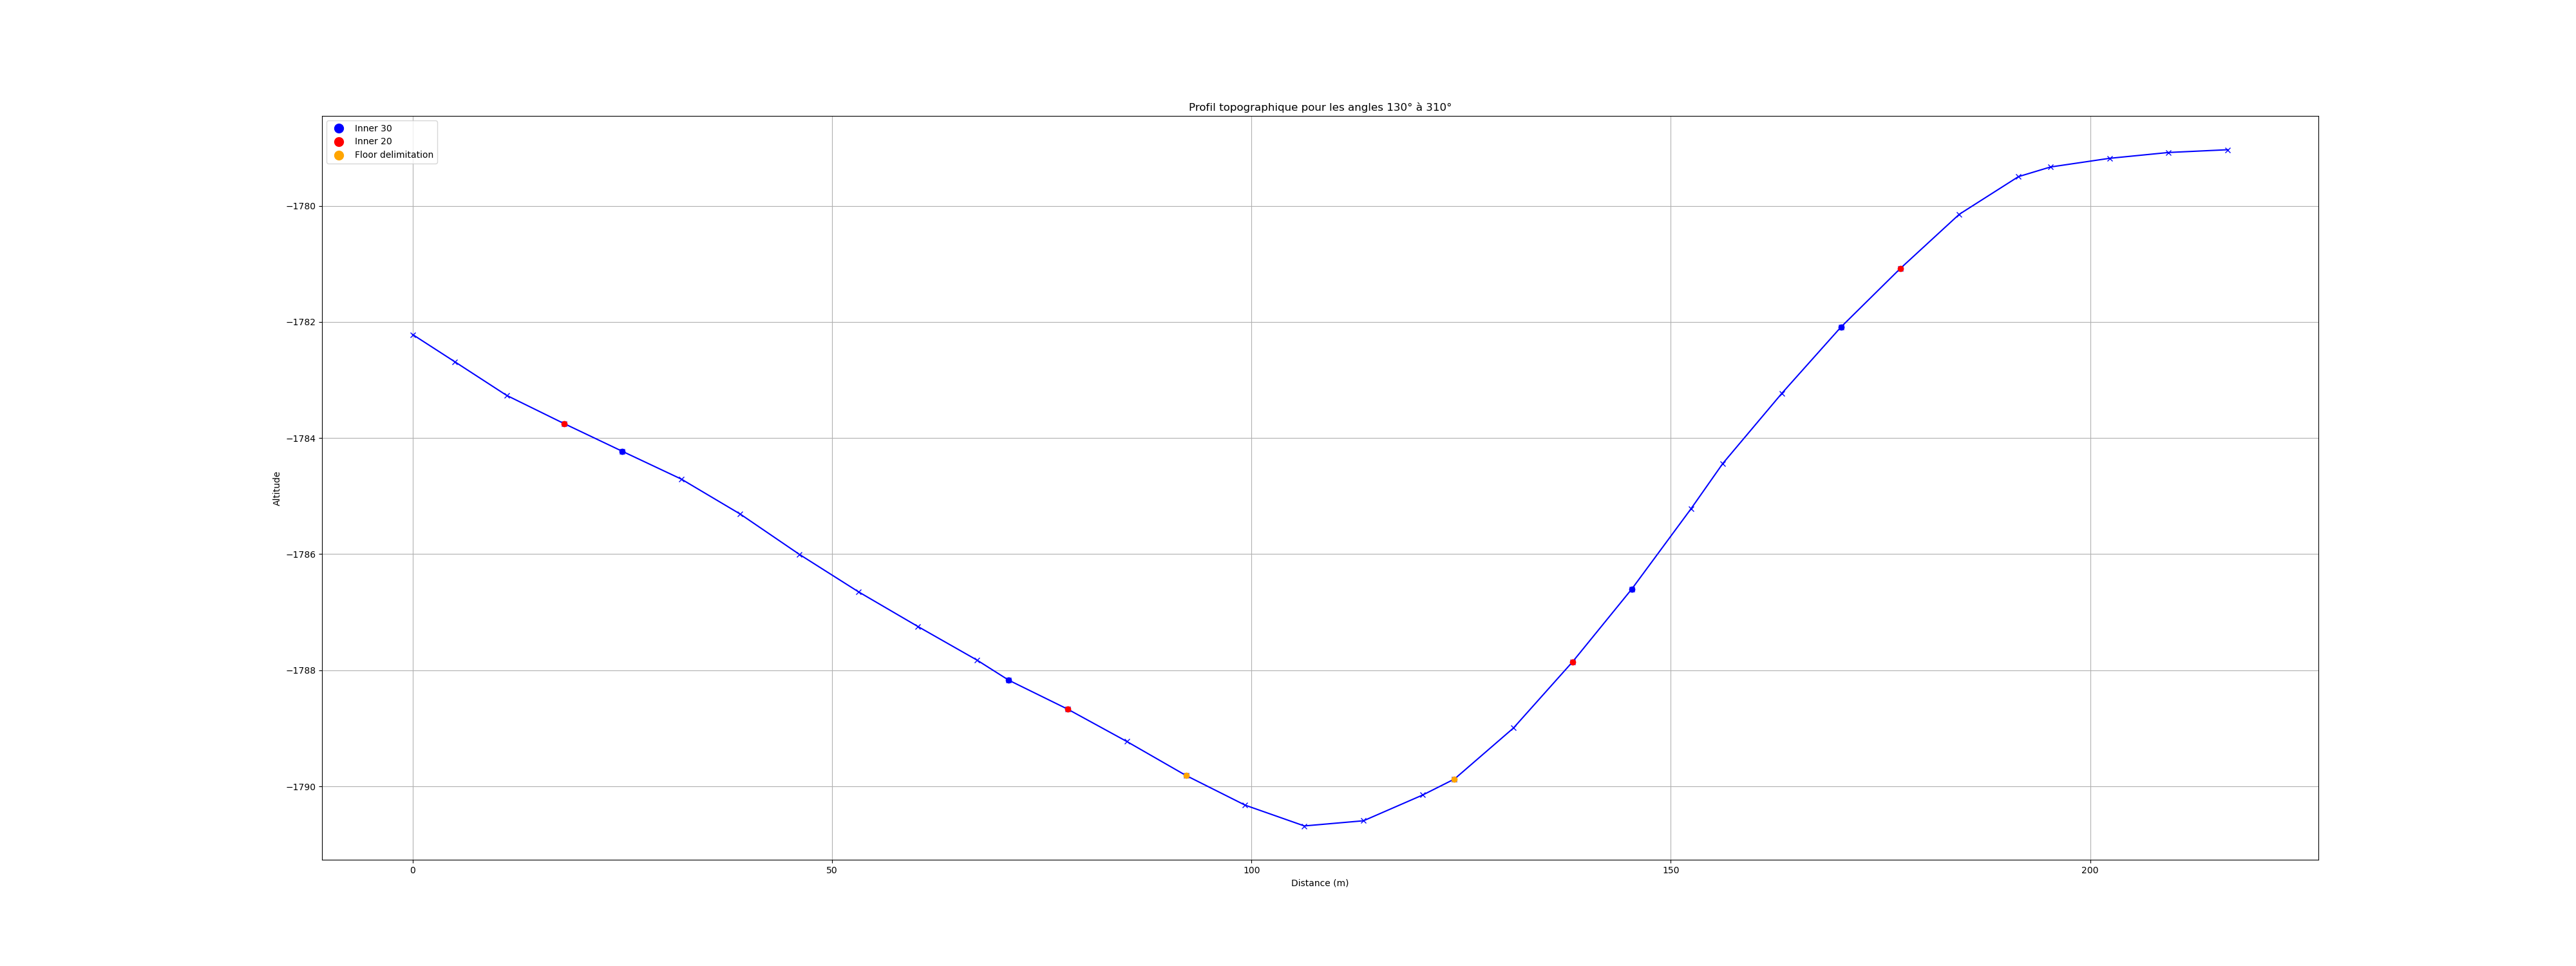 Profil topographique pour les angles 130° à 310°
Inner 30
Inner 20
Floor delimitation
−1780
−1782
−1784
−1786
−1788
−1790
Altitude
0 50 100 150 200
Distance (m)